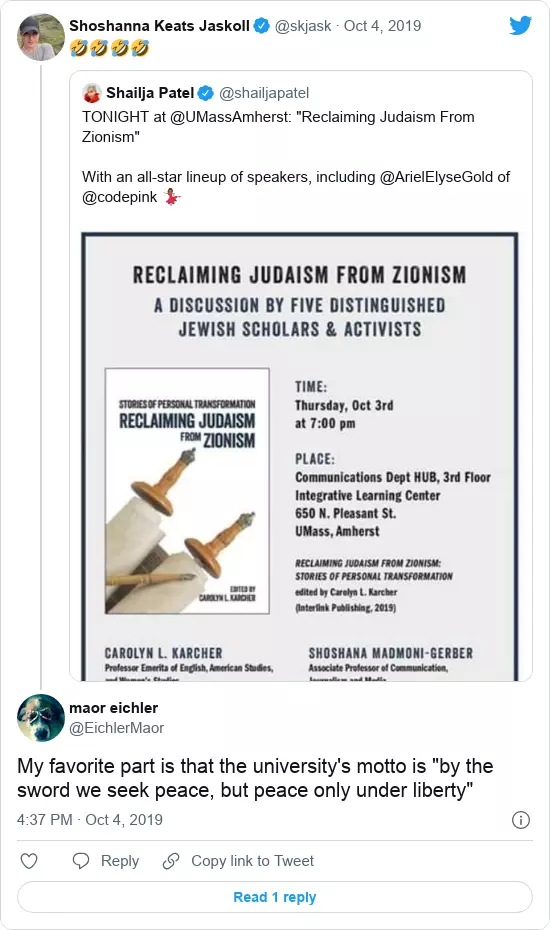 Shoshanna Keats Jaskoll @skjask · Oct 4, 2019
🤣🤣🤣🤣
Shailja Patel @shailjapatel
TONIGHT at @UMassAmherst: "Reclaiming Judaism From
Zionism"
With an all-star lineup of speakers, including @ArielElyseGold of
@codepink 💃
RECLAIMING JUDAISM FROM ZIONISM
A DISCUSSION BY FIVE DISTINGUISHED
JEWISH SCHOLARS & ACTIVISTS
STORIES OF PERSONAL TRANSFORMATION
RECLAIMING JUDAISM
FROM ZIONISM
EDITED BY
CAROLYN L. KARCHER
TIME:
Thursday, Oct 3rd
at 7:00 pm
PLACE:
Communications Dept HUB, 3rd Floor
Integrative Learning Center
650 N. Pleasant St.
UMass, Amherst
RECLAIMING JUDAISM FROM ZIONISM:
STORIES OF PERSONAL TRANSFORMATION
edited by Carolyn L. Karcher
(Interlink Publishing, 2019)
CAROLYN L. KARCHER
Professor Emerita of English, American Studies,
and Women's Studies
SHOSHANA MADMONI-GERBER
Associate Professor of Communication,
Journalism and Media
maor eichler
@EichlerMaor
My favorite part is that the university's motto is "by the
sword we seek peace, but peace only under liberty"
4:37 PM · Oct 4, 2019
Reply
Copy link to Tweet
Read 1 reply